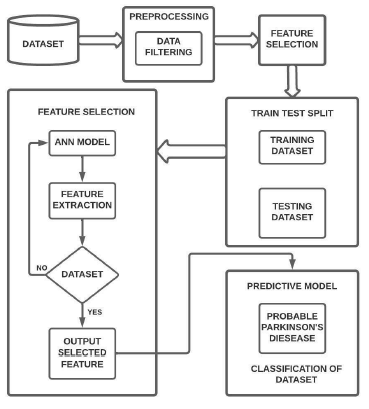 DATASET
PREPROCESSING
DATA
FILTERING
FEATURE
SELECTION
TRAIN TEST SPLIT
TRAINING
DATASET
TESTING
DATASET
FEATURE SELECTION
ANN MODEL
FEATURE
EXTRACTION
DATASET
NO
YES
OUTPUT
SELECTED
FEATURE
PREDICTIVE MODEL
PROBABLE
PARKINSON'S
DIESEASE
CLASSIFICATION OF
DATASET